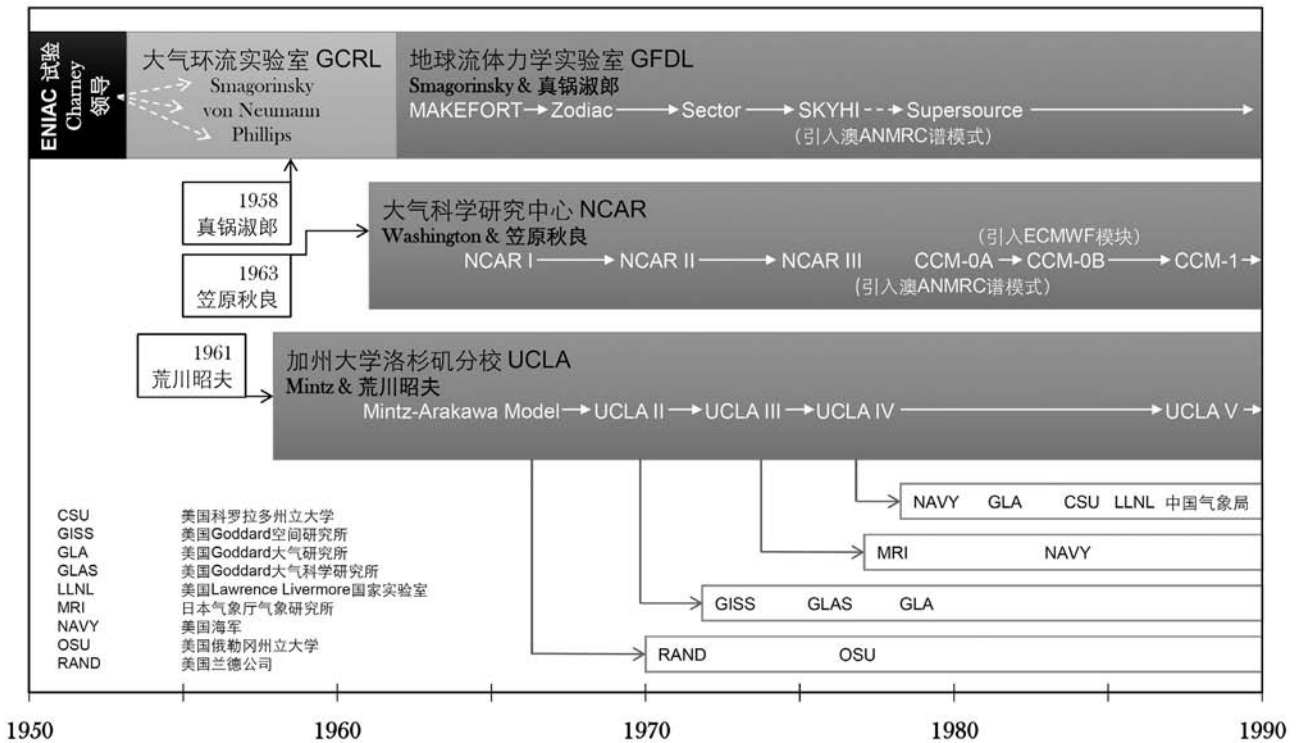 ENIAC 试验
Charney
领导
大气环流实验室 GCRL
Smagorinsky
von Neumann
Phillips
地球流体力学实验室 GFDL
Smagorinsky & 真锅淑郎
MAKEFORT Zodiac Sector SKYHI Supersource
（引入澳ANMRC谱模式）
1958
真锅淑郎
1963
笠原秋良
大气科学研究中心 NCAR
Washington & 笠原秋良
（引入ECMWF模块）
NCAR I NCAR II NCAR III CCM-0A CCM-0B CCM-1
(引入澳ANMRC谱模式）
1961
荒川昭夫
加州大学洛杉矶分校 UCLA
Mintz & 荒川昭夫
Mintz-Arakawa Model UCLA II UCLA III UCLA IV UCLA V
NAVY GLA CSU LLNL 中国气象局
MRI NAVY
GISS GLAS GLA
RAND OSU
CSU 美国科罗拉多州立大学
GISS 美国Goddard空间研究所
GLA 美国Goddard大气研究所
GLAS 美国Goddard大气科学研究所
LLNL 美国Lawrence Livermore国家实验室
MRI 日本气象厅气象研究所
NAVY 美国海军
OSU 美国俄勒冈州立大学
RAND 美国兰德公司
1950 1960 1970 1980 1990